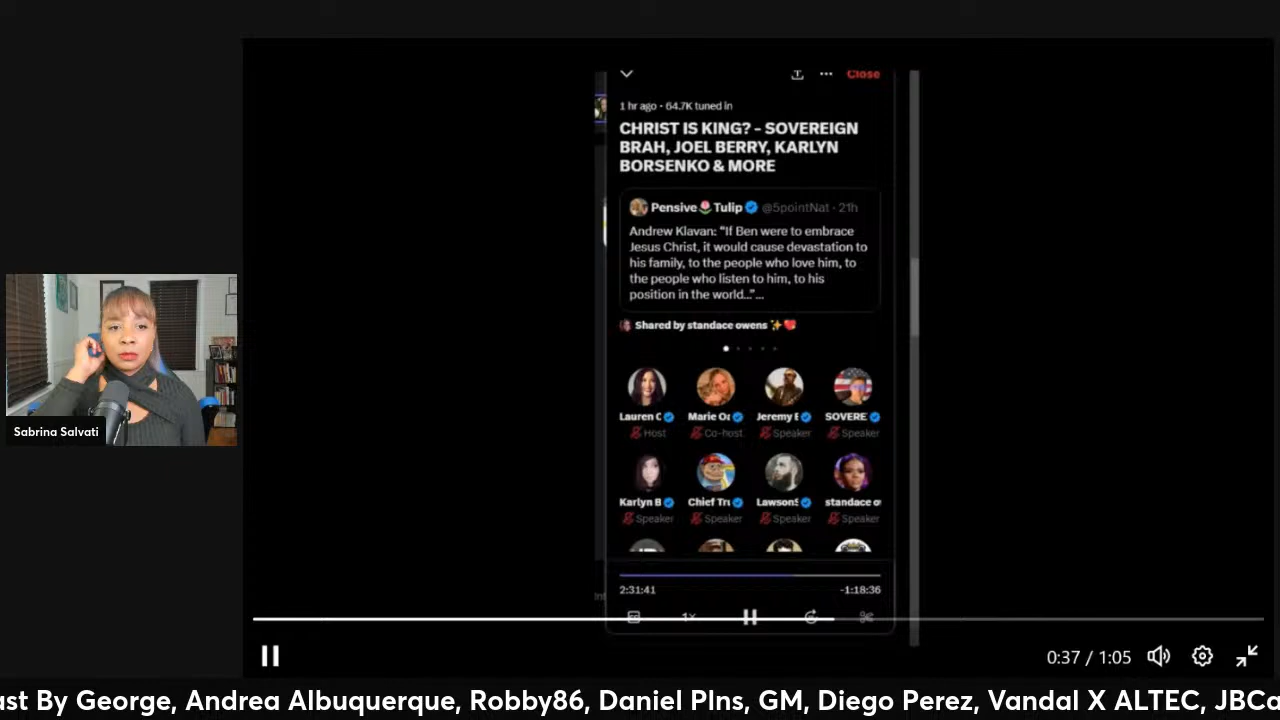 Close
1 hr ago · 64.7K tuned in
CHRIST IS KING? - SOVEREIGN
BRAH, JOEL BERRY, KARLYN
BORSENKO & MORE
Pensive🌷Tulip @5pointNat · 21h
Andrew Klavan: “If Ben were to embrace
Jesus Christ, it would cause devastation to
his family, to the people who love him, to
the people who listen to him, to his
position in the world...”...
Shared by standace owens ✨💖
Lauren C Marie Oa Jeremy B SOVERE
Host Co-host Speaker Speaker
Karlyn B Chief Tru LawsonS standace o
Speaker Speaker Speaker Speaker
2:31:41 -1:18:36
1x
Sabrina Salvati
0:37 / 1:05
ast By George, Andrea Albuquerque, Robby86, Daniel Plns, GM, Diego Perez, Vandal X ALTEC, JBCo